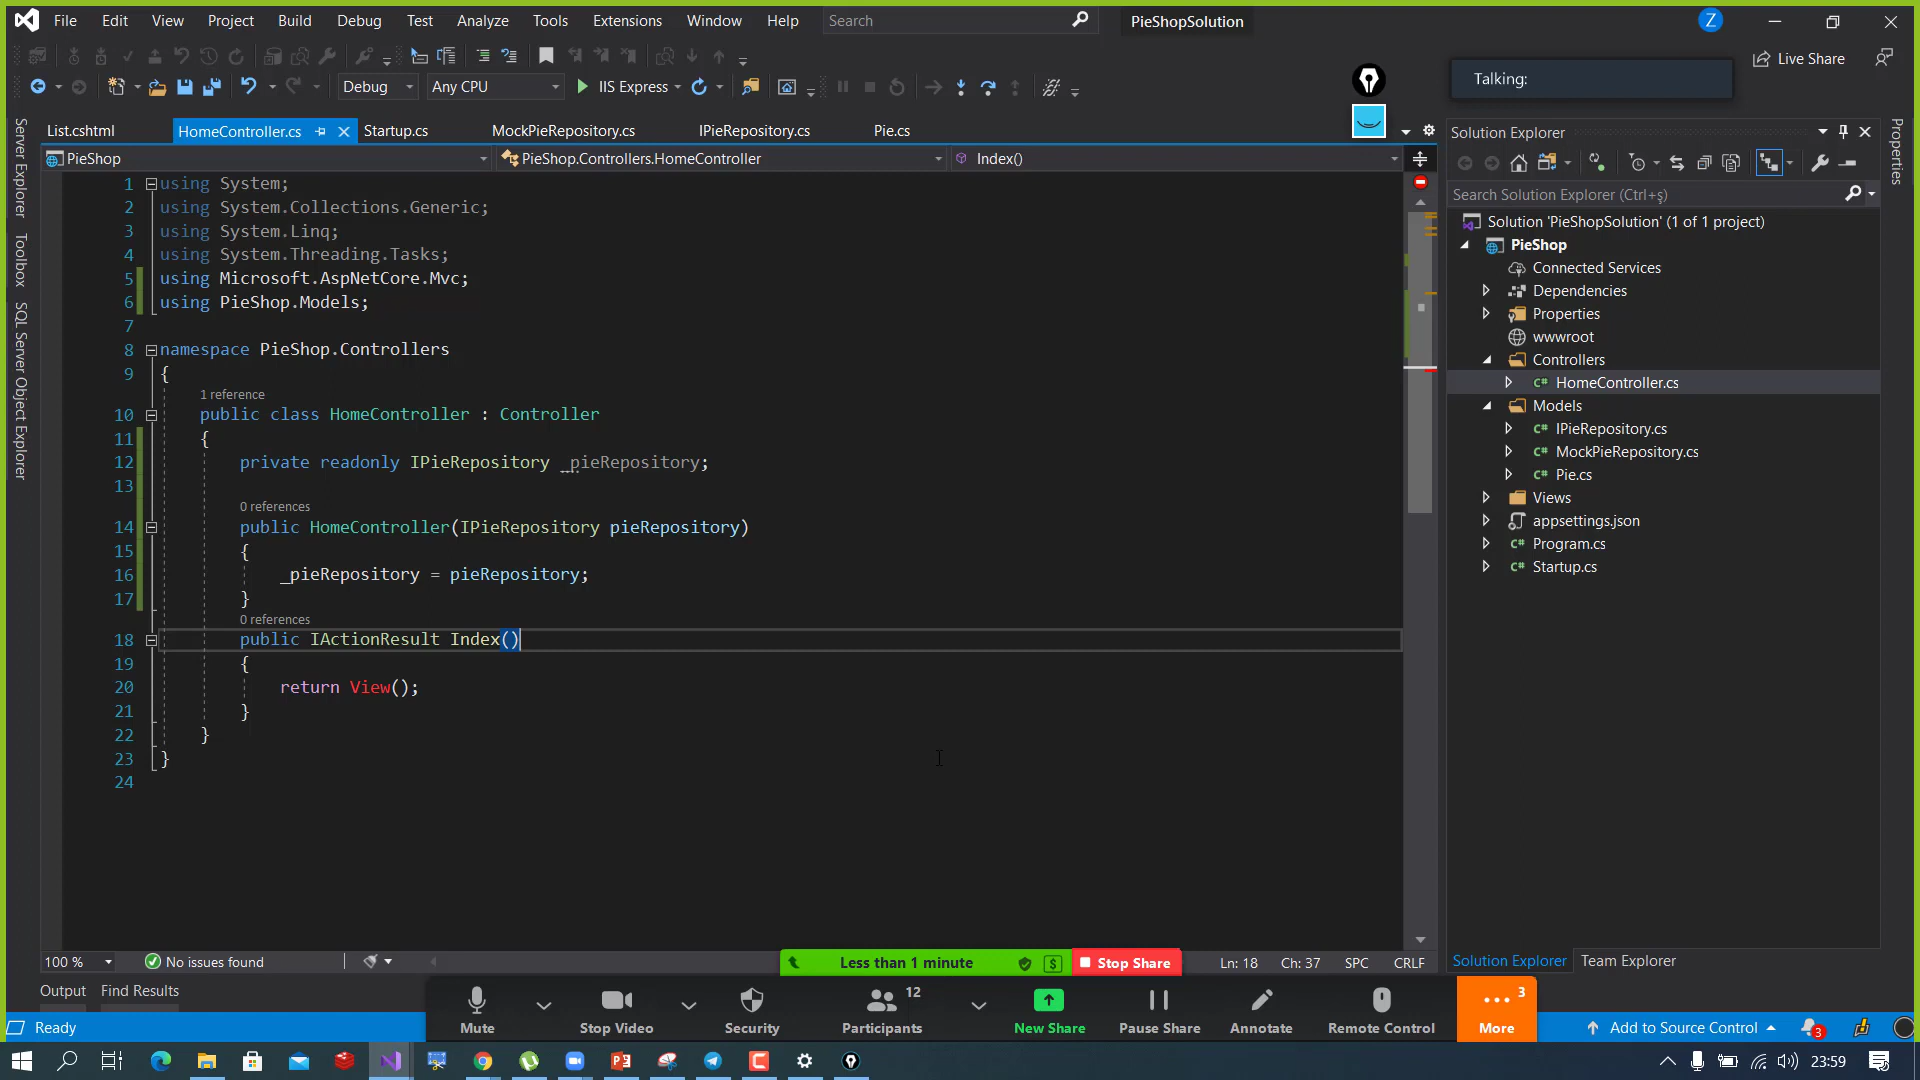 File Edit View Project Build Debug Test Analyze Tools Extensions Window Help Search PieShopSolution Z
Live Share
Debug Any CPU IIS Express
Talking:
List.cshtml HomeController.cs Startup.cs MockPieRepository.cs IPieRepository.cs Pie.cs
PieShop PieShop.Controllers.HomeController Index()
Server Explorer
Toolbox
SQL Server Object Explorer
1 using System;
2 using System.Collections.Generic;
3 using System.Linq;
4 using System.Threading.Tasks;
5 using Microsoft.AspNetCore.Mvc;
6 using PieShop.Models;
7
8 namespace PieShop.Controllers
9 {
1 reference
10 public class HomeController : Controller
11 {
12 private readonly IPieRepository _pieRepository;
13
0 references
14 public HomeController(IPieRepository pieRepository)
15 {
16 _pieRepository = pieRepository;
17 }
0 references
18 public IActionResult Index()
19 {
20 return View();
21 }
22 }
23 }
24
Solution Explorer
Search Solution Explorer (Ctrl+ş)
Solution 'PieShopSolution' (1 of 1 project)
PieShop
Connected Services
Dependencies
Properties
wwwroot
Controllers
HomeController.cs
Models
IPieRepository.cs
MockPieRepository.cs
Pie.cs
Views
appsettings.json
Program.cs
Startup.cs
Properties
Solution Explorer Team Explorer
100 % No issues found Less than 1 minute Stop Share Ln: 18 Ch: 37 SPC CRLF
Output Find Results
Mute Stop Video Security Participants 12 New Share Pause Share Annotate Remote Control More 3
Ready Add to Source Control 3
23:59